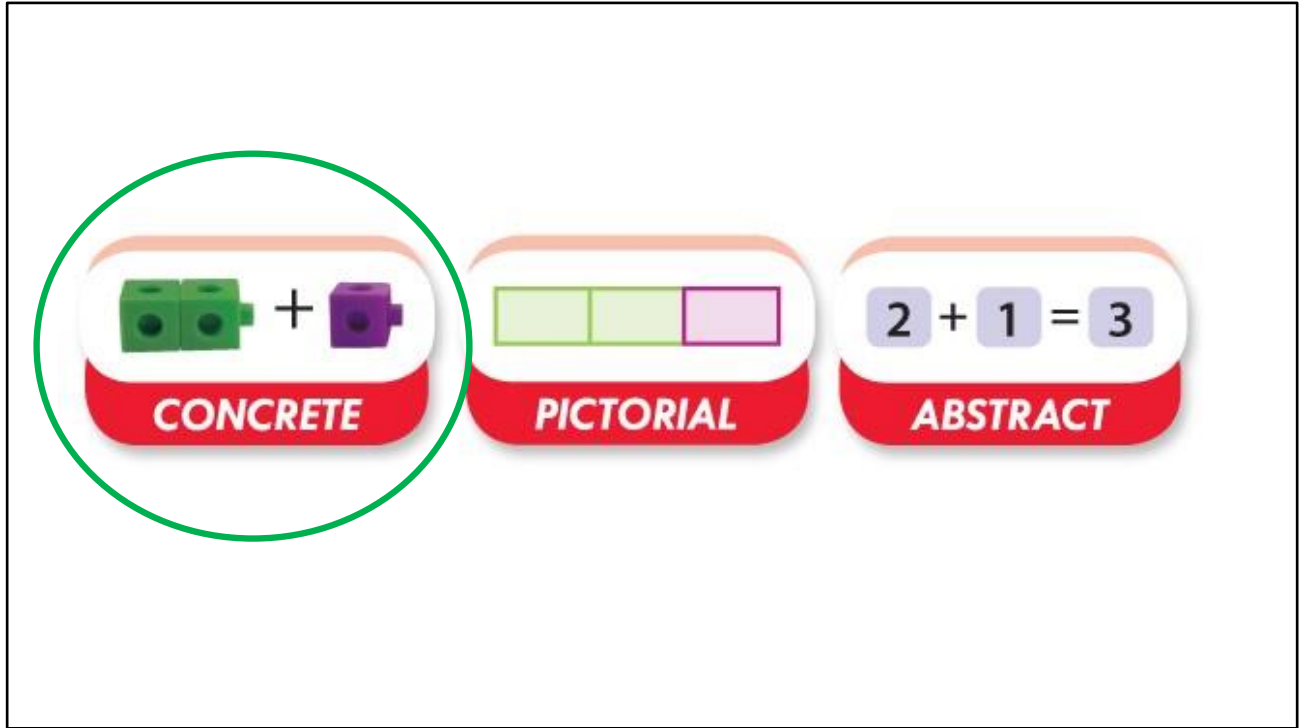 +
2 + 1 = 3
CONCRETE
PICTORIAL
ABSTRACT